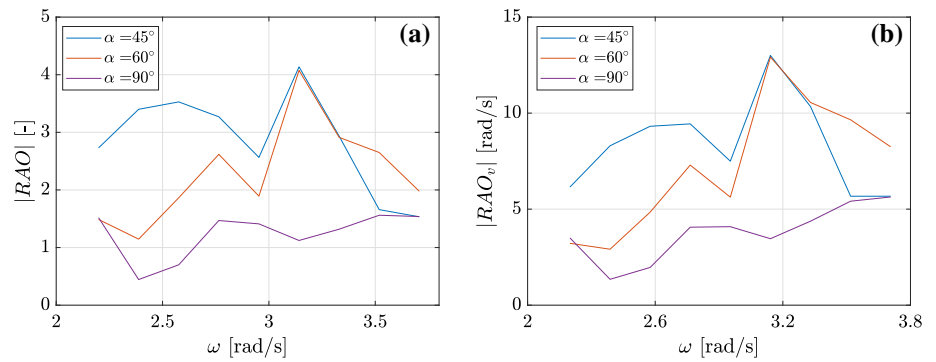 (a)
α =45°
α =60°
α =90°
|RAO| [-]
5
4
3
2
1
0
2 2.5 3 3.5
ω [rad/s]
(b)
α =45°
α =60°
α =90°
|RAO_v| [rad/s]
15
10
5
0
2 2.6 3.2 3.8
ω [rad/s]